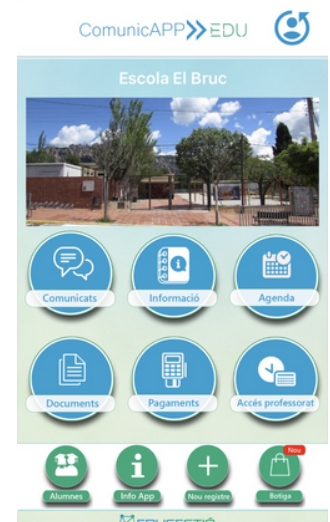 ComunicAPP>>EDU
Escola El Bruc
Comunicats
Informació
Agenda
Documents
Pagaments
Accés professorat
Nou
Alumnes
Info App
Nou registre
Botiga
EDUGESTIÓ